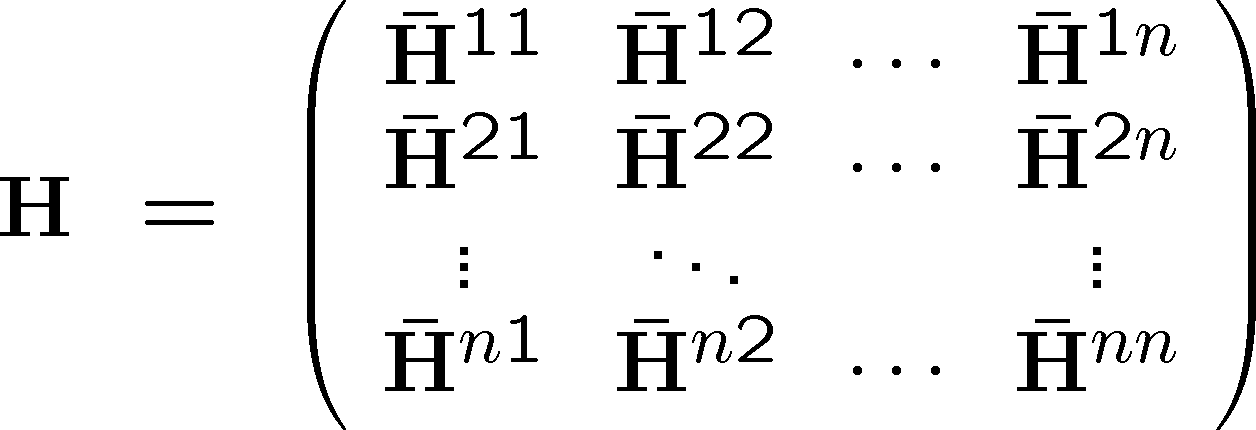 H̄¹¹ H̄¹² ⋯ H̄¹ⁿ
H̄²¹ H̄²² ⋯ H̄²ⁿ
H =
⋮ ⋱ ⋮
H̄ⁿ¹ H̄ⁿ² ⋯ H̄ⁿⁿ